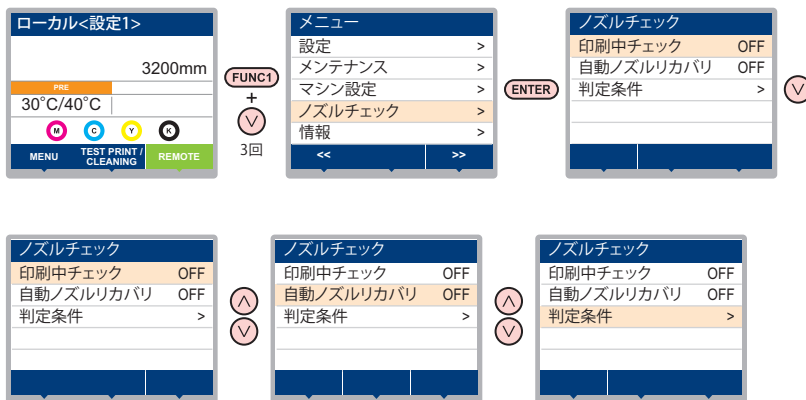 ローカル<設定1>
3200mm
PRE
30°C/40°C
M C Y K
MENU TEST PRINT / CLEANING REMOTE
FUNC1
+
3回
メニュー
設定 >
メンテナンス >
マシン設定 >
ノズルチェック >
情報 >
<< >>
ENTER
ノズルチェック
印刷中チェック OFF
自動ノズルリカバリ OFF
判定条件 >
ノズルチェック
印刷中チェック OFF
自動ノズルリカバリ OFF
判定条件 >
ノズルチェック
印刷中チェック OFF
自動ノズルリカバリ OFF
判定条件 >
ノズルチェック
印刷中チェック OFF
自動ノズルリカバリ OFF
判定条件 >